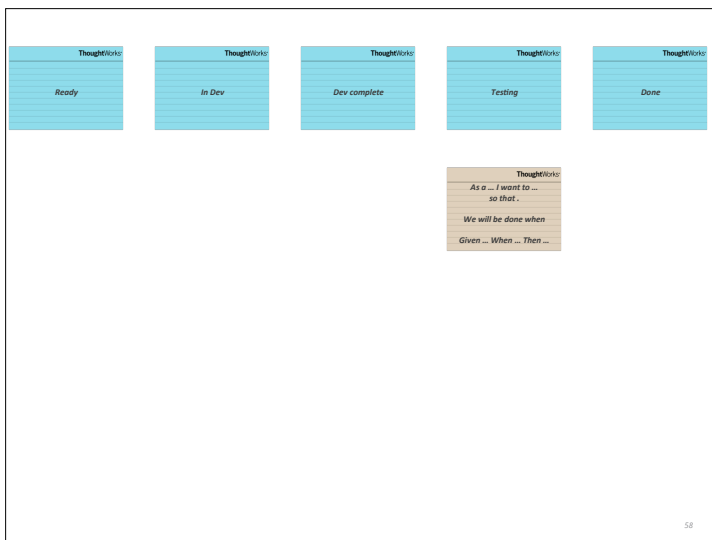 ThoughtWorks
ThoughtWorks
ThoughtWorks
ThoughtWorks
ThoughtWorks
Ready
In Dev
Dev complete
Testing
Done
ThoughtWorks
As a ... I want to ...
so that .
We will be done when
Given ... When ... Then ...
58